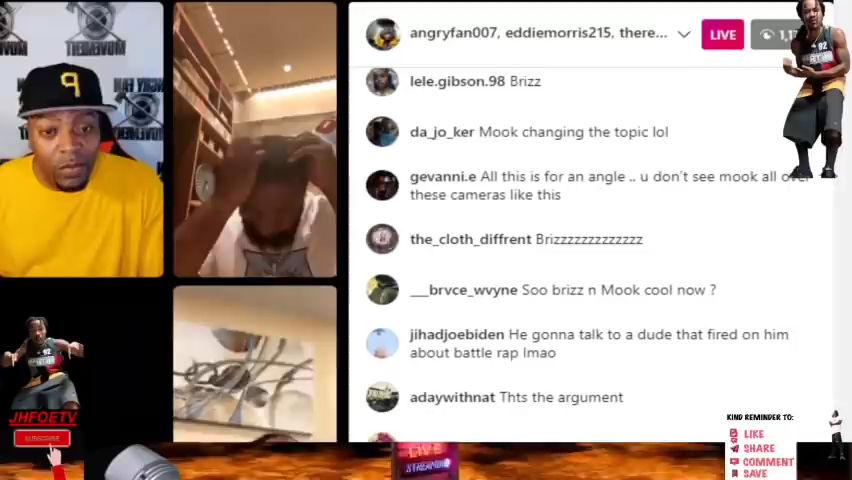 angryfan007, eddiemorris215, there...
LIVE
lele.gibson.98 Brizz
da_jo_ker Mook changing the topic lol
gevanni.e All this is for an angle .. u don't see mook all over
these cameras like this
the_cloth_diffrent Brizzzzzzzzzzzzz
___brvce_wvyne Soo brizz n Mook cool now ?
jihadjoebiden He gonna talk to a dude that fired on him
about battle rap lmao
adaywithnat Thts the argument
JHFOETV
SUBSCRIBE
LIVE
STREAMING
KIND REMINDER TO:
LIKE
SHARE
COMMENT
SAVE